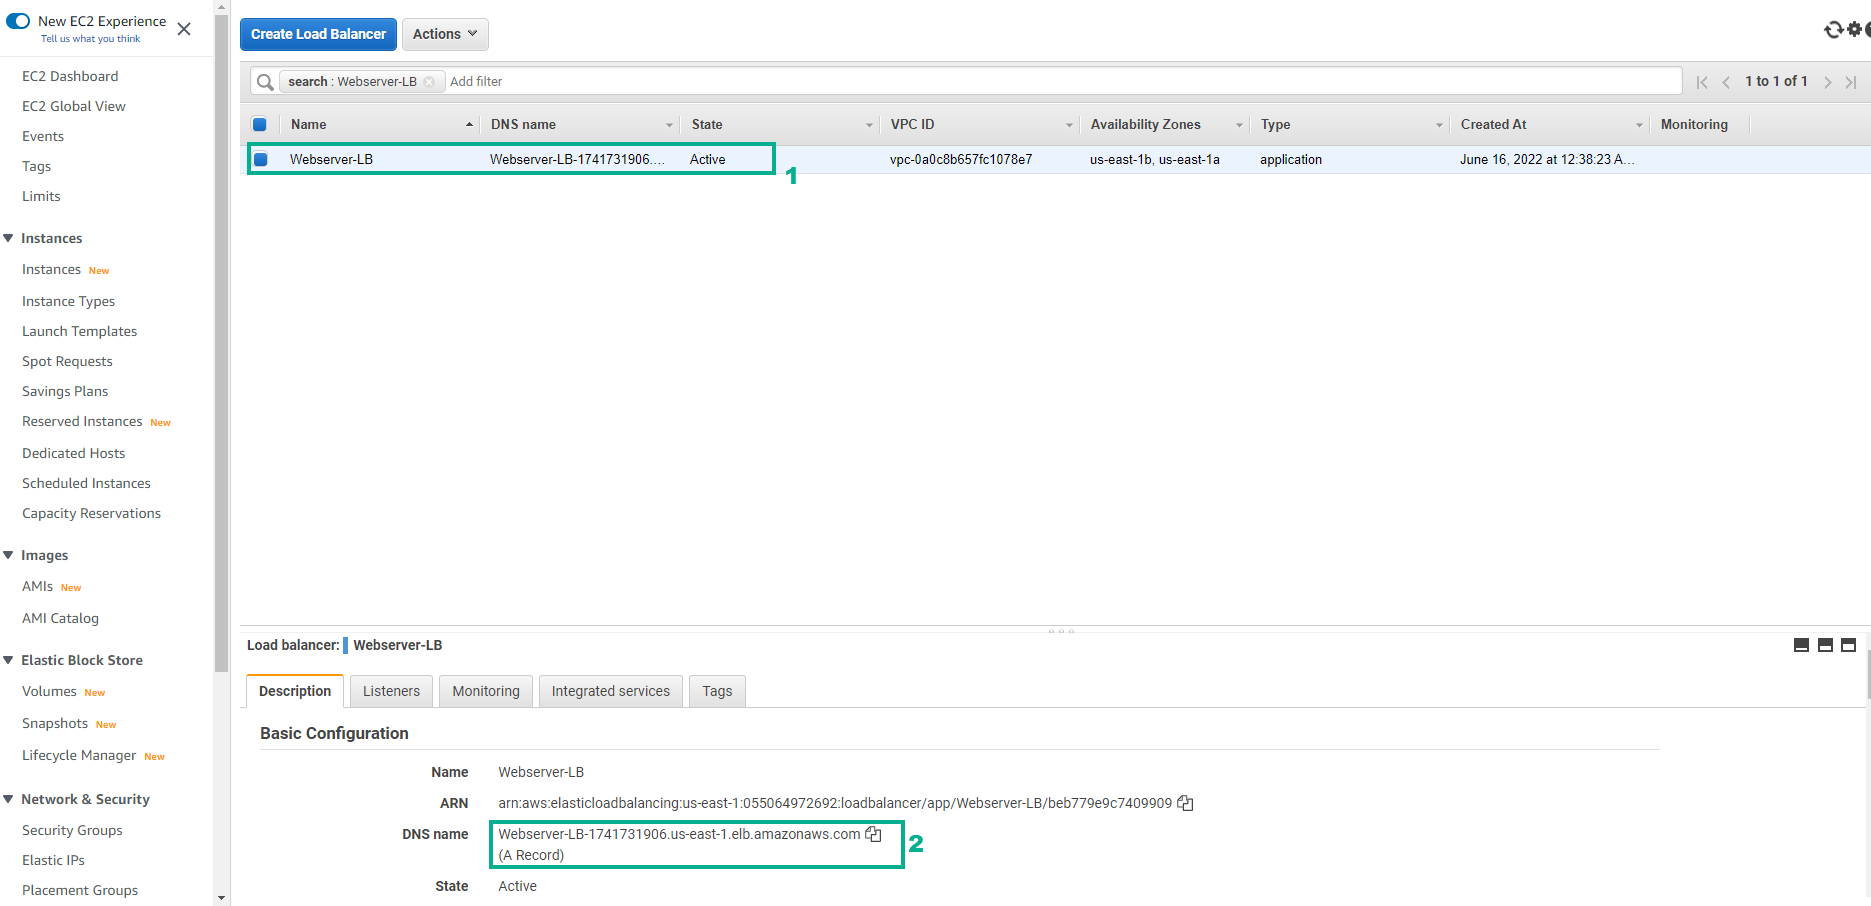 New EC2 Experience
Tell us what you think
EC2 Dashboard
EC2 Global View
Events
Tags
Limits
Instances
Instances New
Instance Types
Launch Templates
Spot Requests
Savings Plans
Reserved Instances New
Dedicated Hosts
Scheduled Instances
Capacity Reservations
Images
AMIs New
AMI Catalog
Elastic Block Store
Volumes New
Snapshots New
Lifecycle Manager New
Network & Security
Security Groups
Elastic IPs
Placement Groups
Create Load Balancer Actions
search : Webserver-LB Add filter 1 to 1 of 1
Name DNS name State VPC ID Availability Zones Type Created At Monitoring
Webserver-LB Webserver-LB-1741731906.... Active vpc-0a0c8b657fc1078e7 us-east-1b, us-east-1a application June 16, 2022 at 12:38:23 A...
1
Load balancer: Webserver-LB
Description Listeners Monitoring Integrated services Tags
Basic Configuration
Name Webserver-LB
ARN arn:aws:elasticloadbalancing:us-east-1:055064972692:loadbalancer/app/Webserver-LB/beb779e9c7409909
DNS name Webserver-LB-1741731906.us-east-1.elb.amazonaws.com
(A Record)
2
State Active